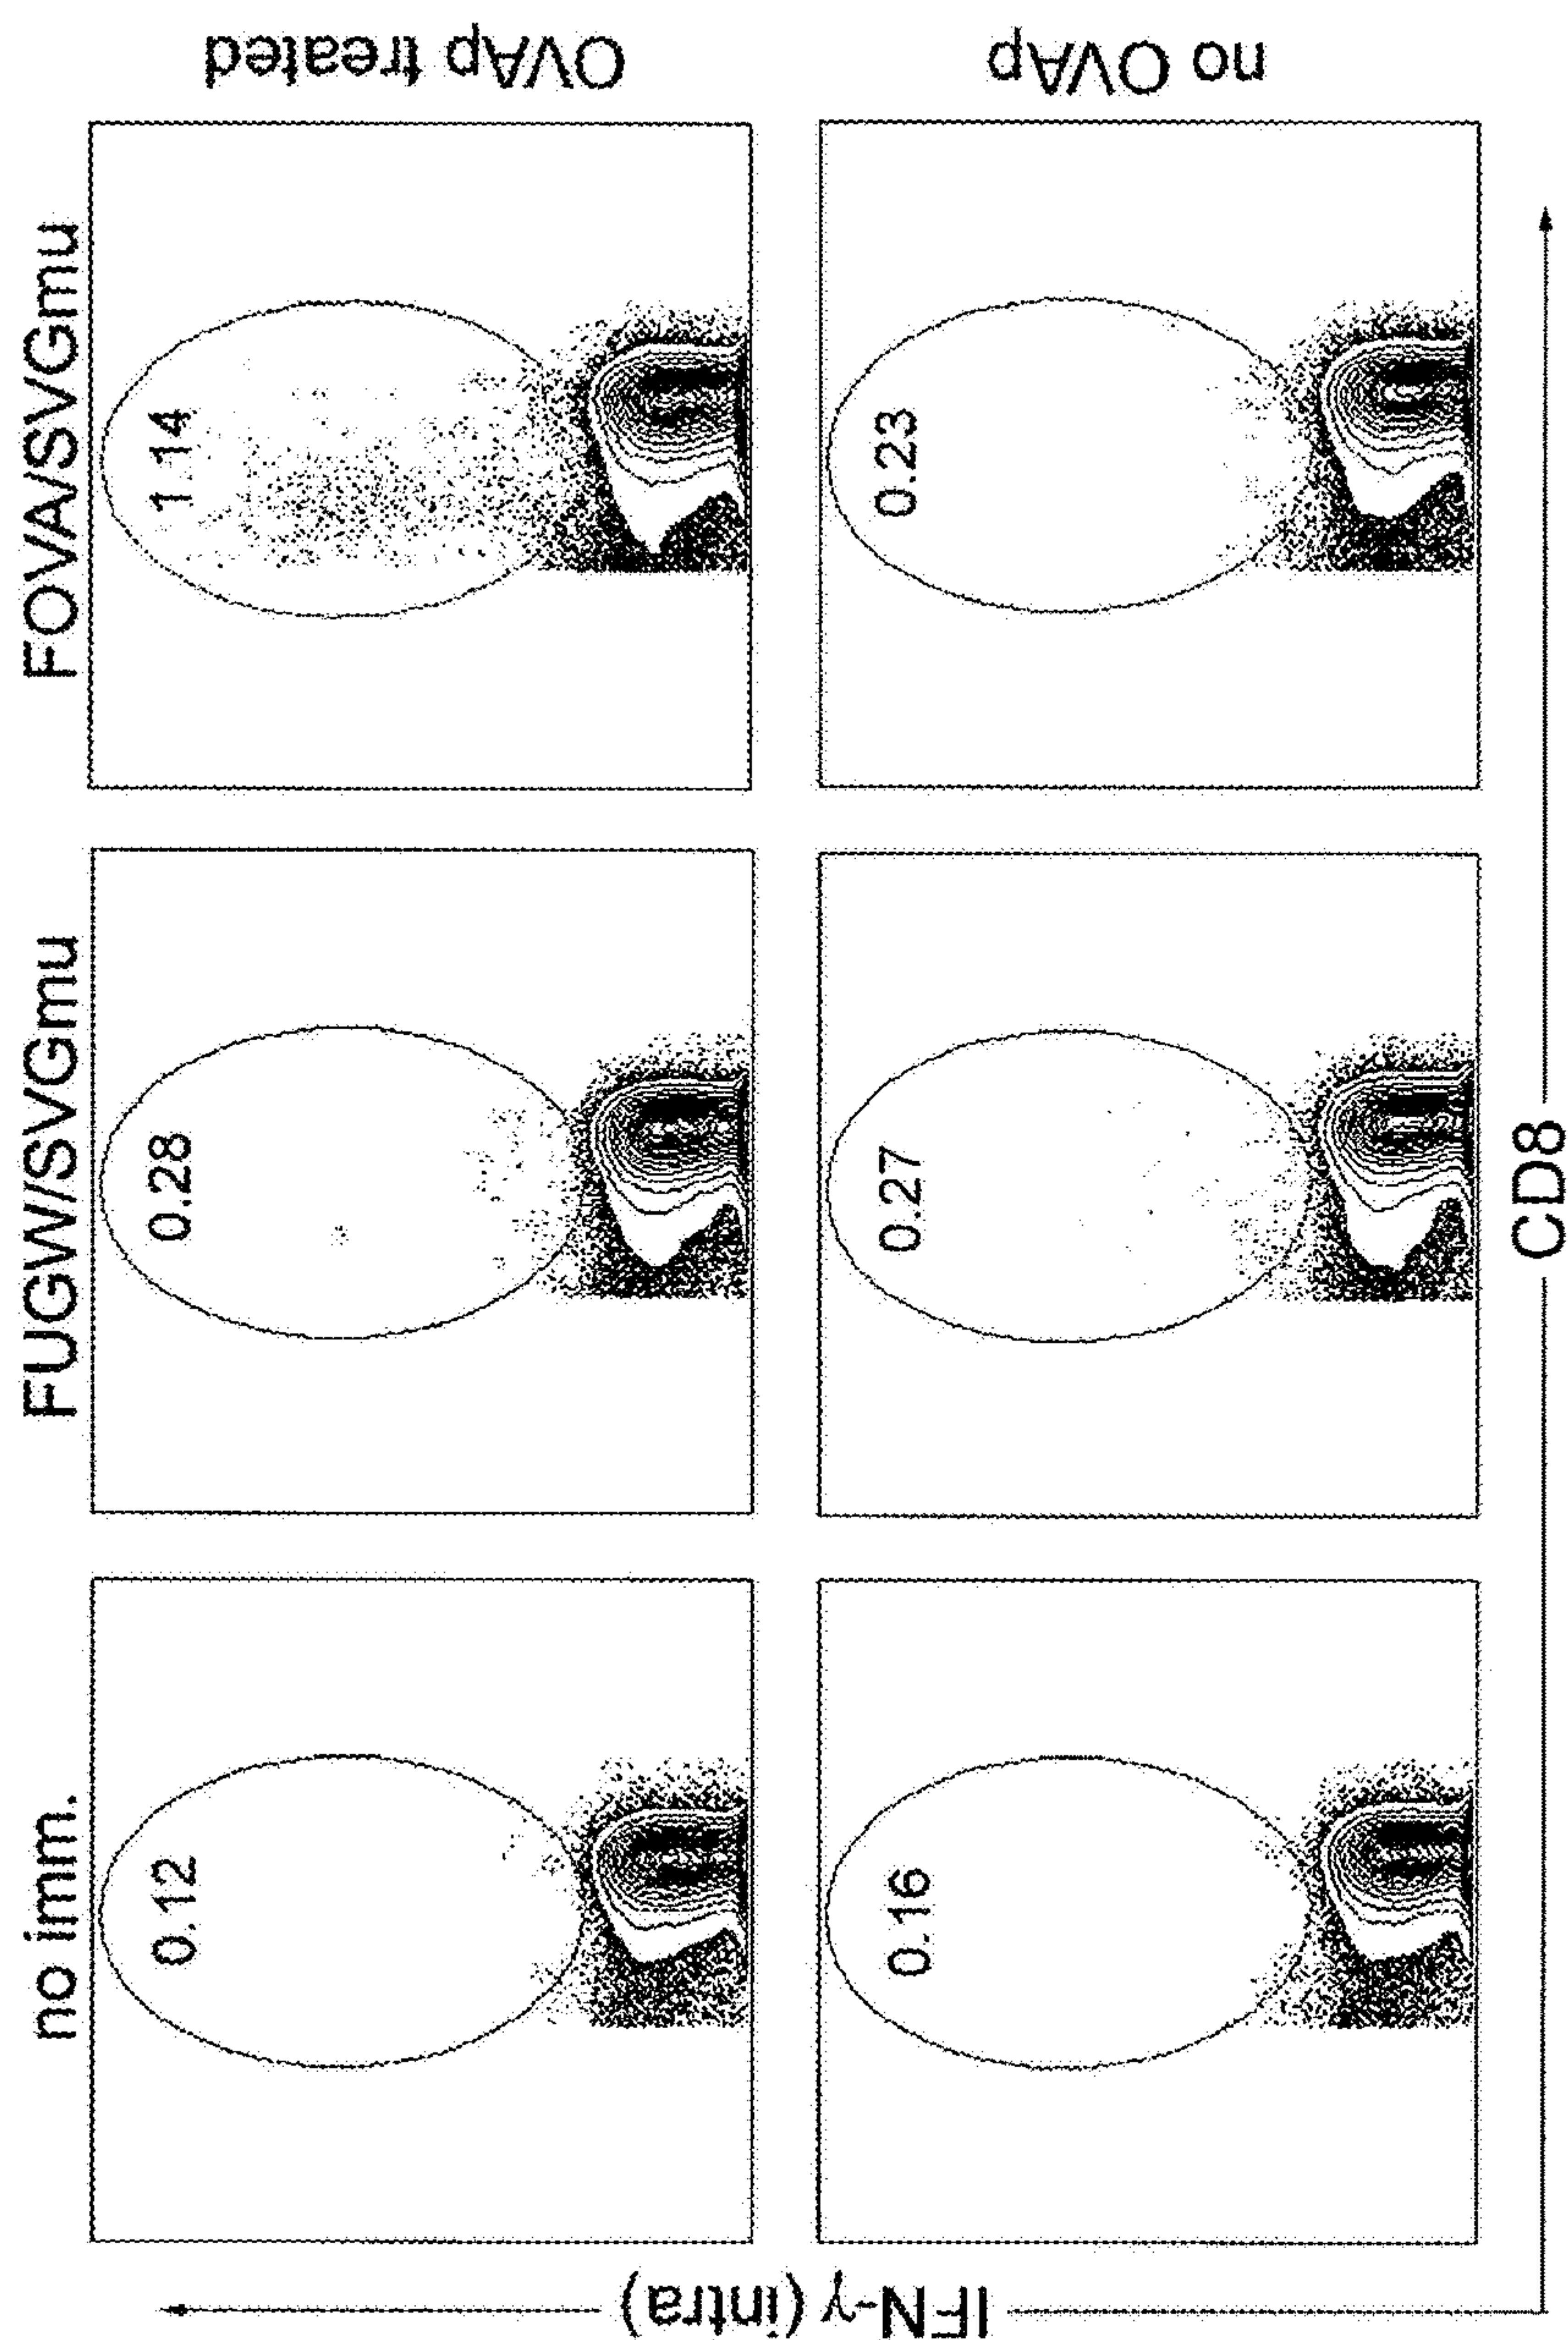 no imm.
FUGW/SVGmu
FOVA/SVGmu
0.12
0.28
1.14
OVAp treated
0.16
0.27
0.23
no OVAp
IFN-γ (intra)
CD8